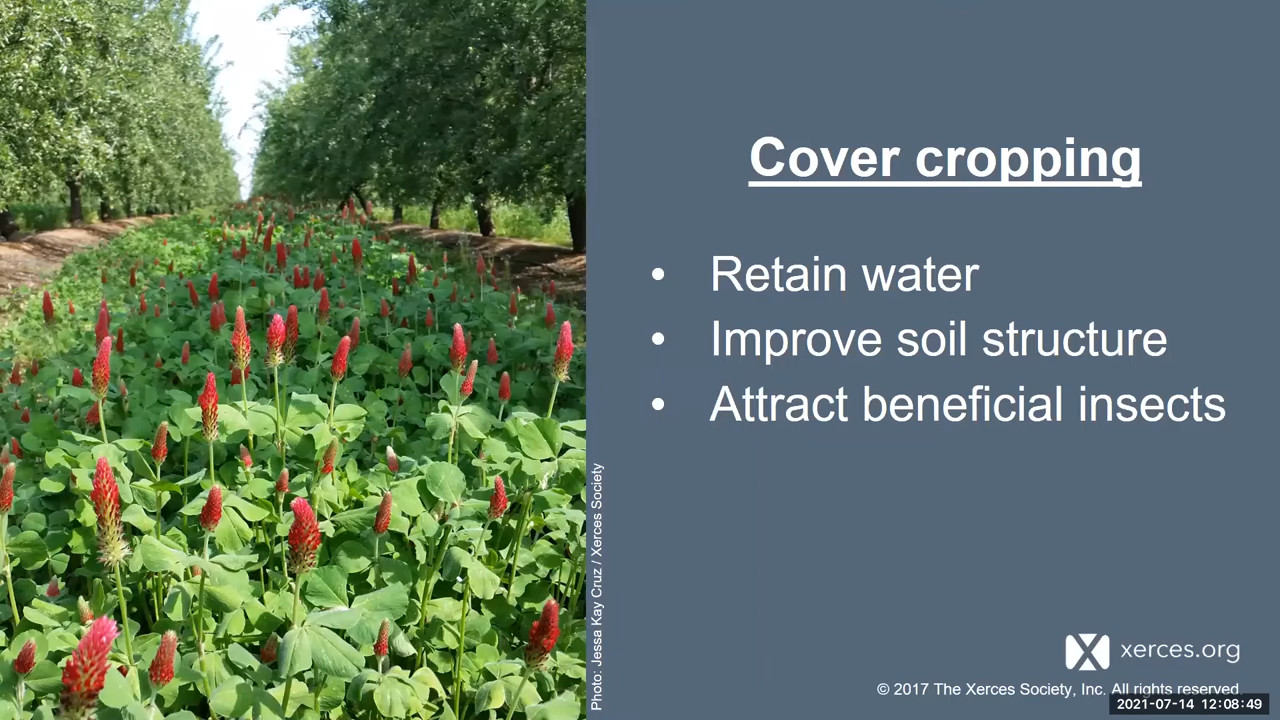 Cover cropping
• Retain water
• Improve soil structure
• Attract beneficial insects
Photo: Jessa Kay Cruz / Xerces Society
xerces.org
© 2017 The Xerces Society, Inc. All rights reserved.
2021-07-14 12:08:49